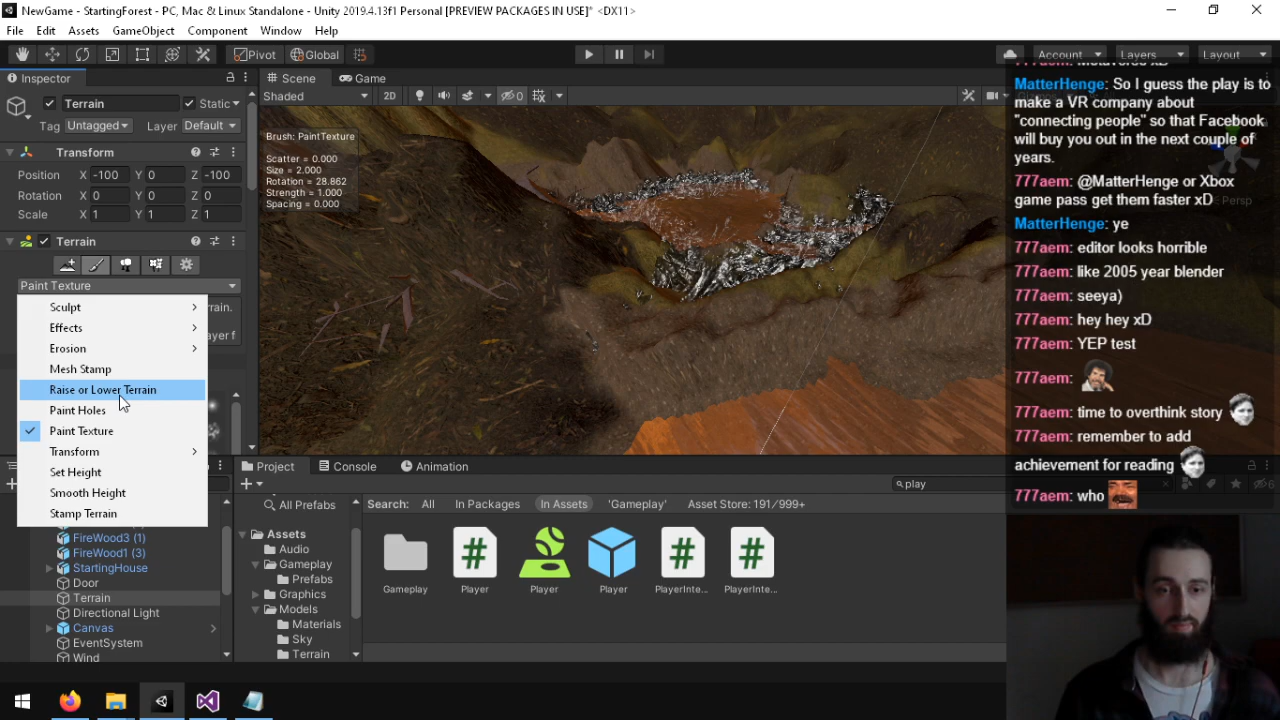 NewGame - StartingForest - PC, Mac & Linux Standalone - Unity 2019.4.13f1 Personal [PREVIEW PACKAGES IN USE]* <DX11>
File Edit Assets GameObject Component Window Help
Pivot Global Account Layers Layout
Inspector
Terrain Static
Tag Untagged Layer Default
Transform
Position X -100 Y 0 Z -100
Rotation X 0 Y 0 Z 0
Scale X 1 Y 1 Z 1
Terrain
Paint Texture
Sculpt
Effects
Erosion
Mesh Stamp
Raise or Lower Terrain
Paint Holes
Paint Texture
Transform
Set Height
Smooth Height
Stamp Terrain
FireWood3 (1)
FireWood1 (3)
StartingHouse
Door
Terrain
Directional Light
Canvas
EventSystem
Wind
Scene Game
Shaded 2D 0
Brush: PaintTexture
Scatter = 0.000
Size = 2.000
Rotation = 28.862
Strength = 1.000
Spacing = 0.000
Persp
Project Console Animation
play
6
All Prefabs
Assets
Audio
Gameplay
Prefabs
Graphics
Models
Materials
Sky
Terrain
Search: All In Packages In Assets 'Gameplay' Asset Store: 191/999+
Gameplay Player Player Player PlayerInte... PlayerInte...
MatterHenge: So I guess the play is to
make a VR company about
"connecting people" so that Facebook
will buy you out in the next couple of
years.
777aem: @MatterHenge or Xbox
game pass get them faster xD
MatterHenge: ye
777aem: editor looks horrible
777aem: like 2005 year blender
777aem: seeya)
777aem: hey hey xD
777aem: YEP test
777aem:
777aem: time to overthink story
777aem: remember to add
achievement for reading
777aem: who